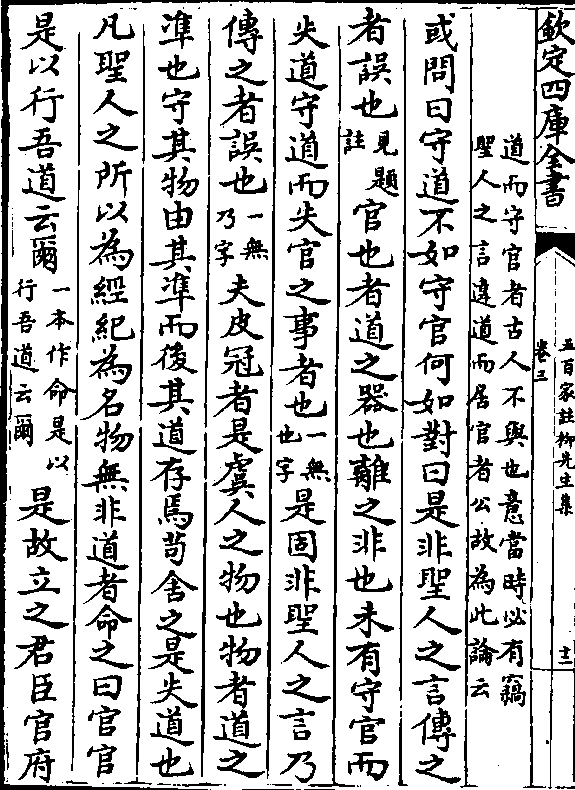 欽定四庫全書
五百家註柳先生集
卷三
十二
道而守官者古人不與也意當時必有竊
聖人之言違道而居官者公故為此論云
或問曰守道不如守官何如對曰是非聖人之言傳之
者誤也見題註官也者道之器也離之非也未有守官而
失道守道而失官之事者也一無也字是固非聖人之言乃
傳之者誤也一無乃字夫皮冠者是虞人之物也物者道之
準也守其物由其準而後其道存焉苟舍之是失道也
凡聖人之所以為經紀為名物無非道者命之曰官官
是以行吾道云爾一本作命是以行吾道云爾是故立之君臣官府